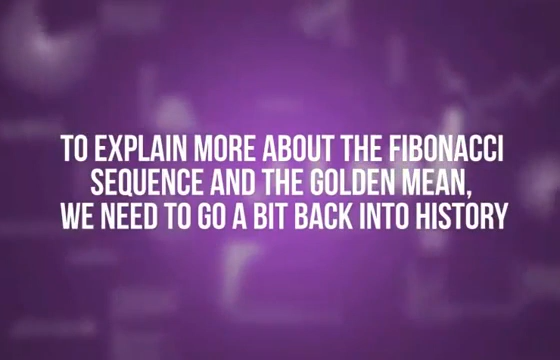 TO EXPLAIN MORE ABOUT THE FIBONACCI
SEQUENCE AND THE GOLDEN MEAN,
WE NEED TO GO A BIT BACK INTO HISTORY